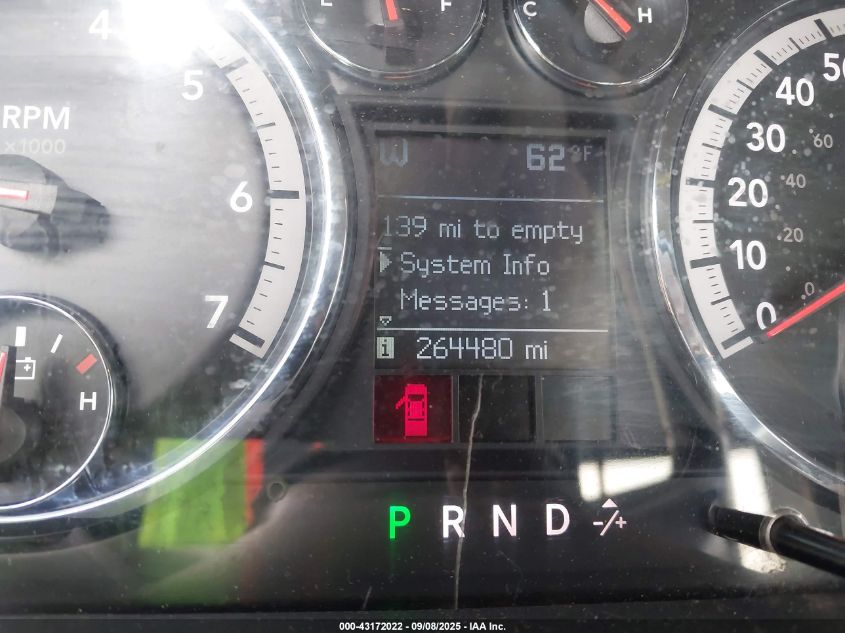 E F
C H
4
5
6
7
RPM
x1000
H
W 62°F
139 mi to empty
System Info
Messages: 1
i 264480 mi
P R N D -/+
50
40
30
20
10
0
60
40
20
0
000-43172022 - 09/08/2025 - IAA Inc.